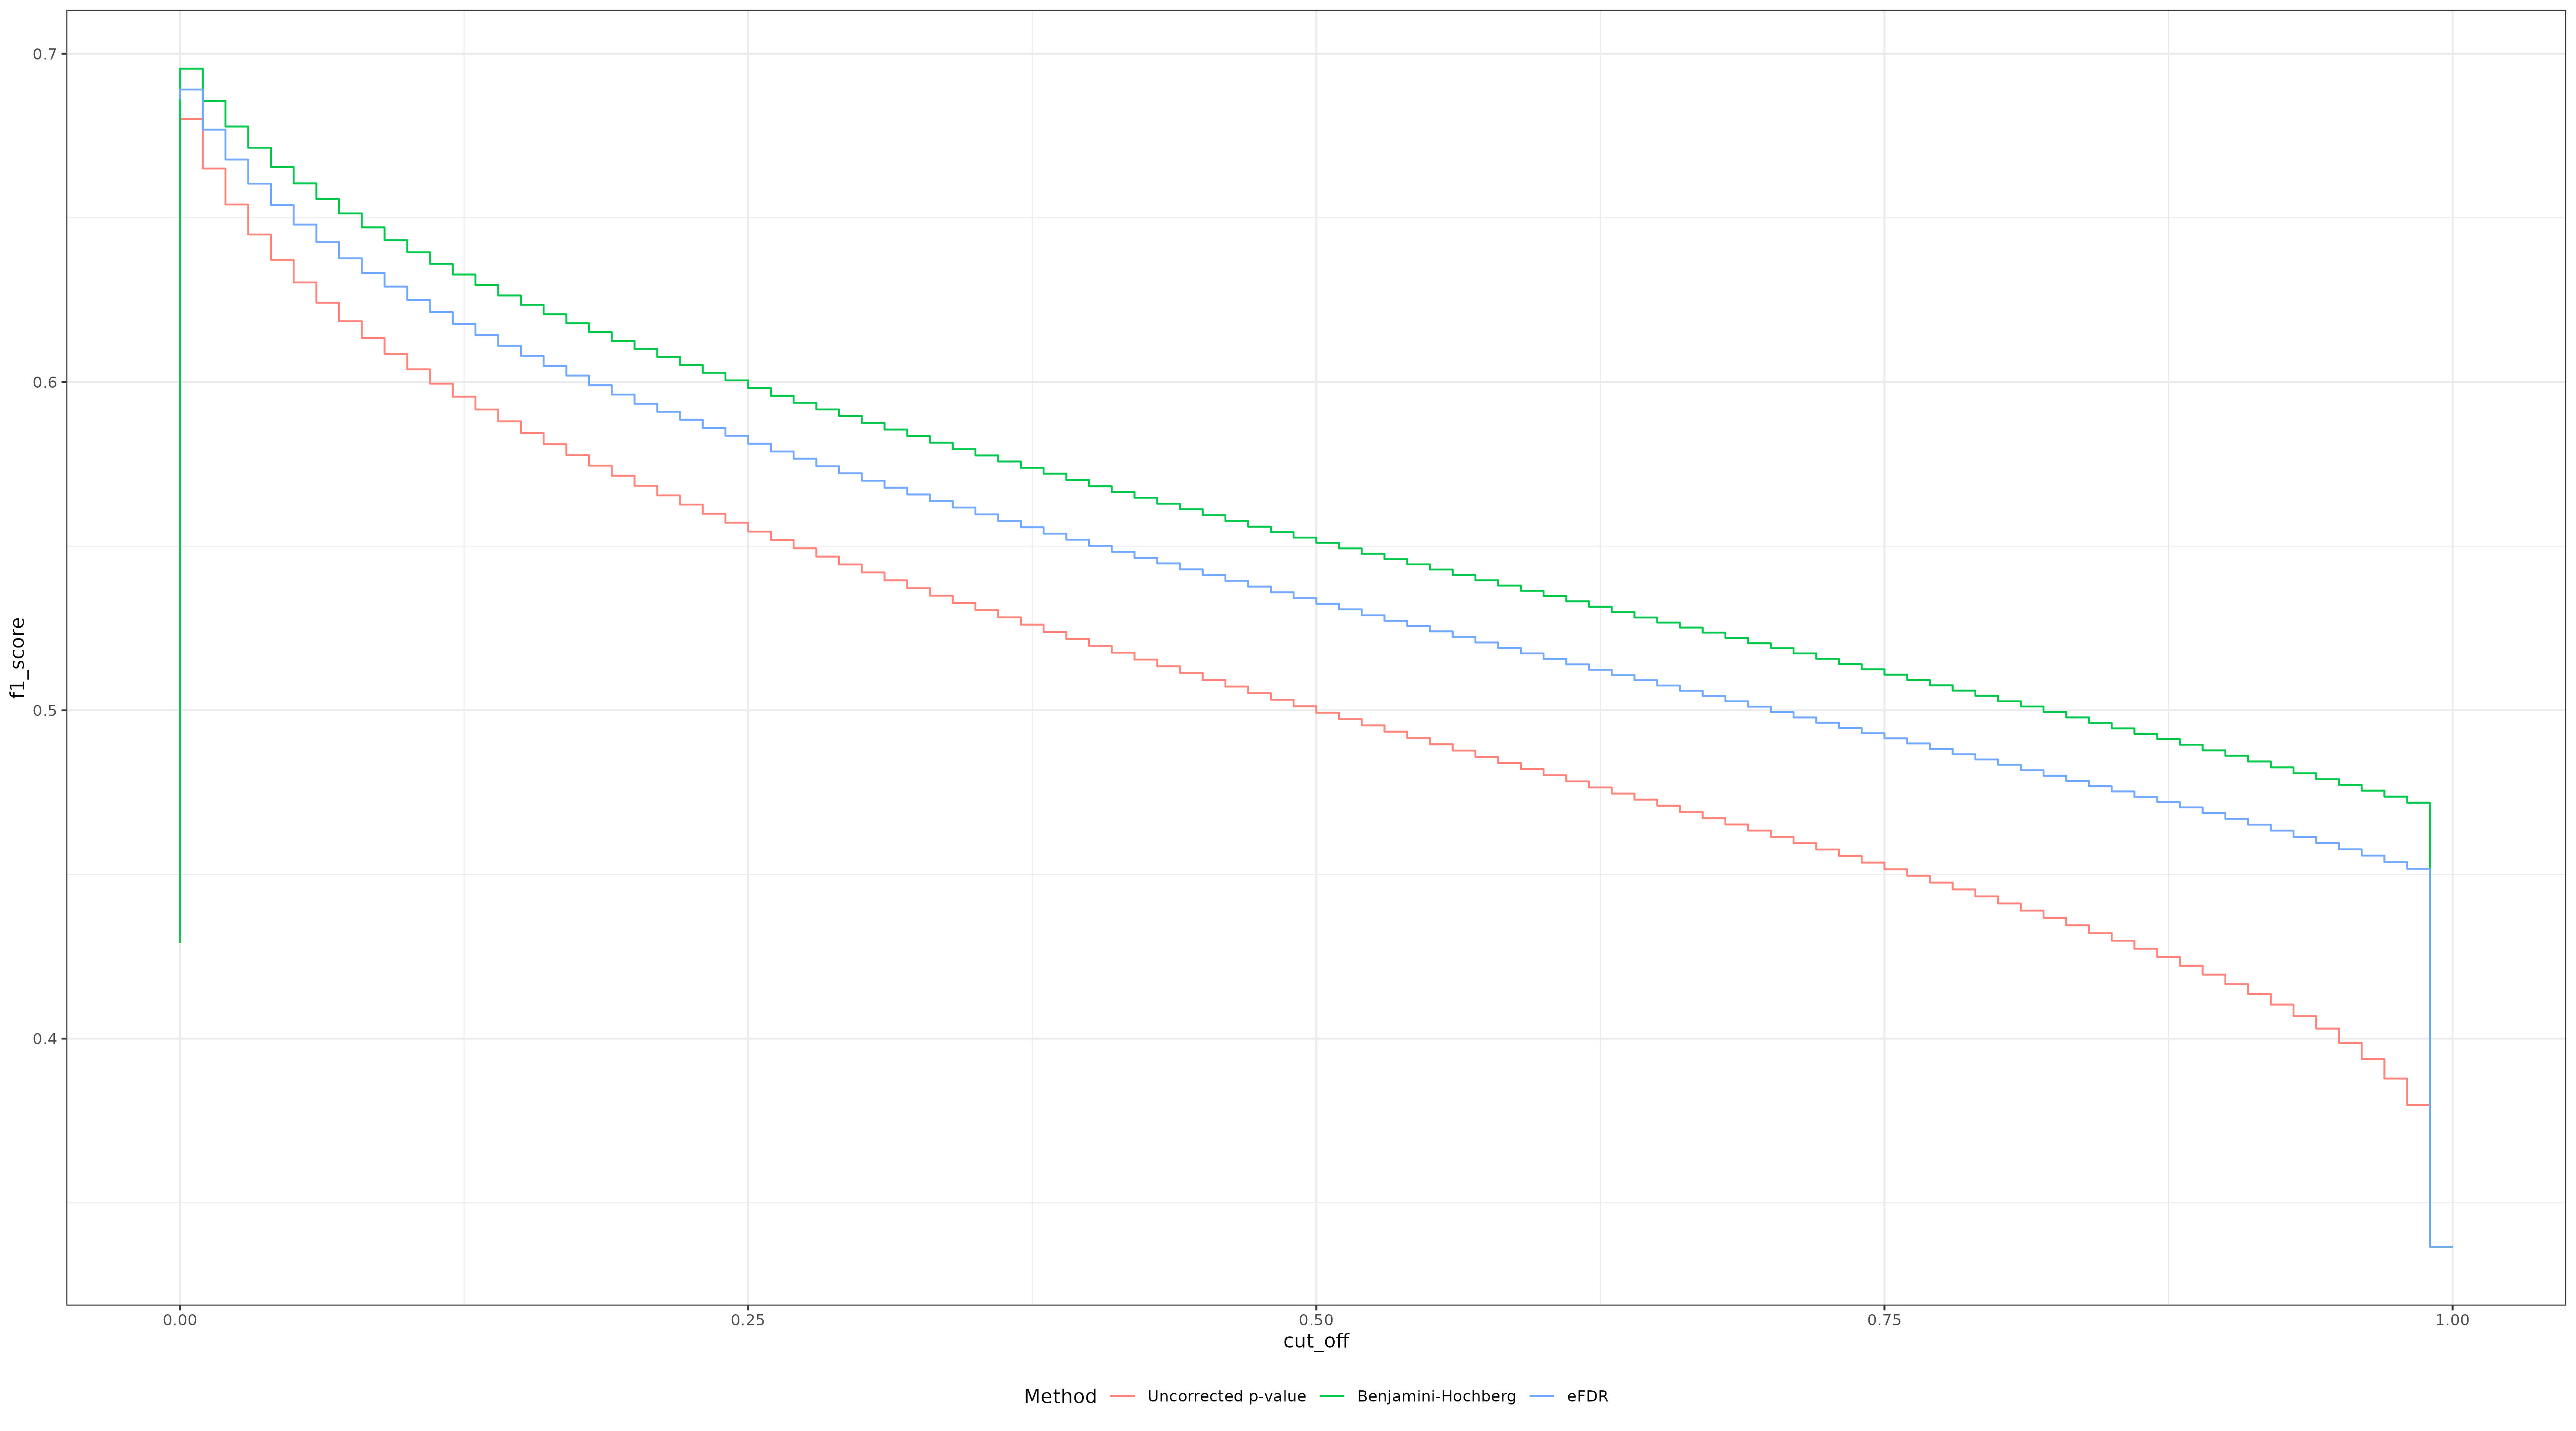 f1_score
0.7
0.6
0.5
0.4
0.00 0.25 0.50 0.75 1.00
cut_off
Method Uncorrected p-value Benjamini-Hochberg eFDR